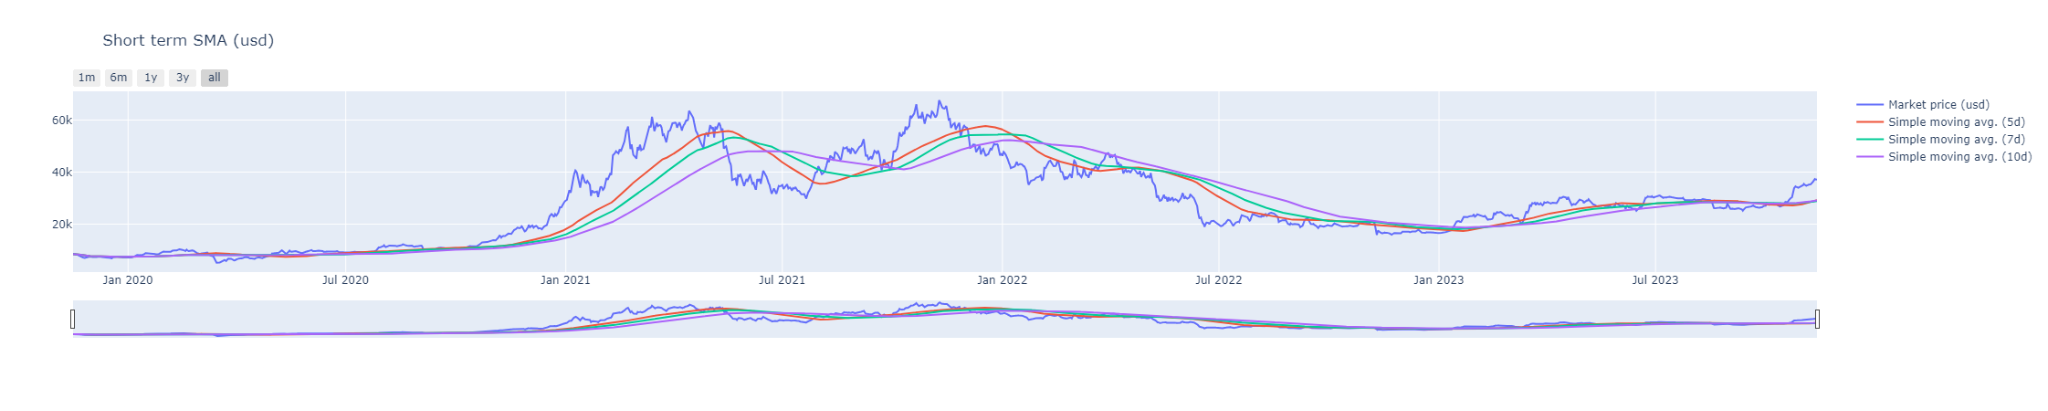 Short term SMA (usd)
1m 6m 1y 3y all
Market price (usd)
Simple moving avg. (5d)
Simple moving avg. (7d)
Simple moving avg. (10d)
60k
40k
20k
Jan 2020 Jul 2020 Jan 2021 Jul 2021 Jan 2022 Jul 2022 Jan 2023 Jul 2023